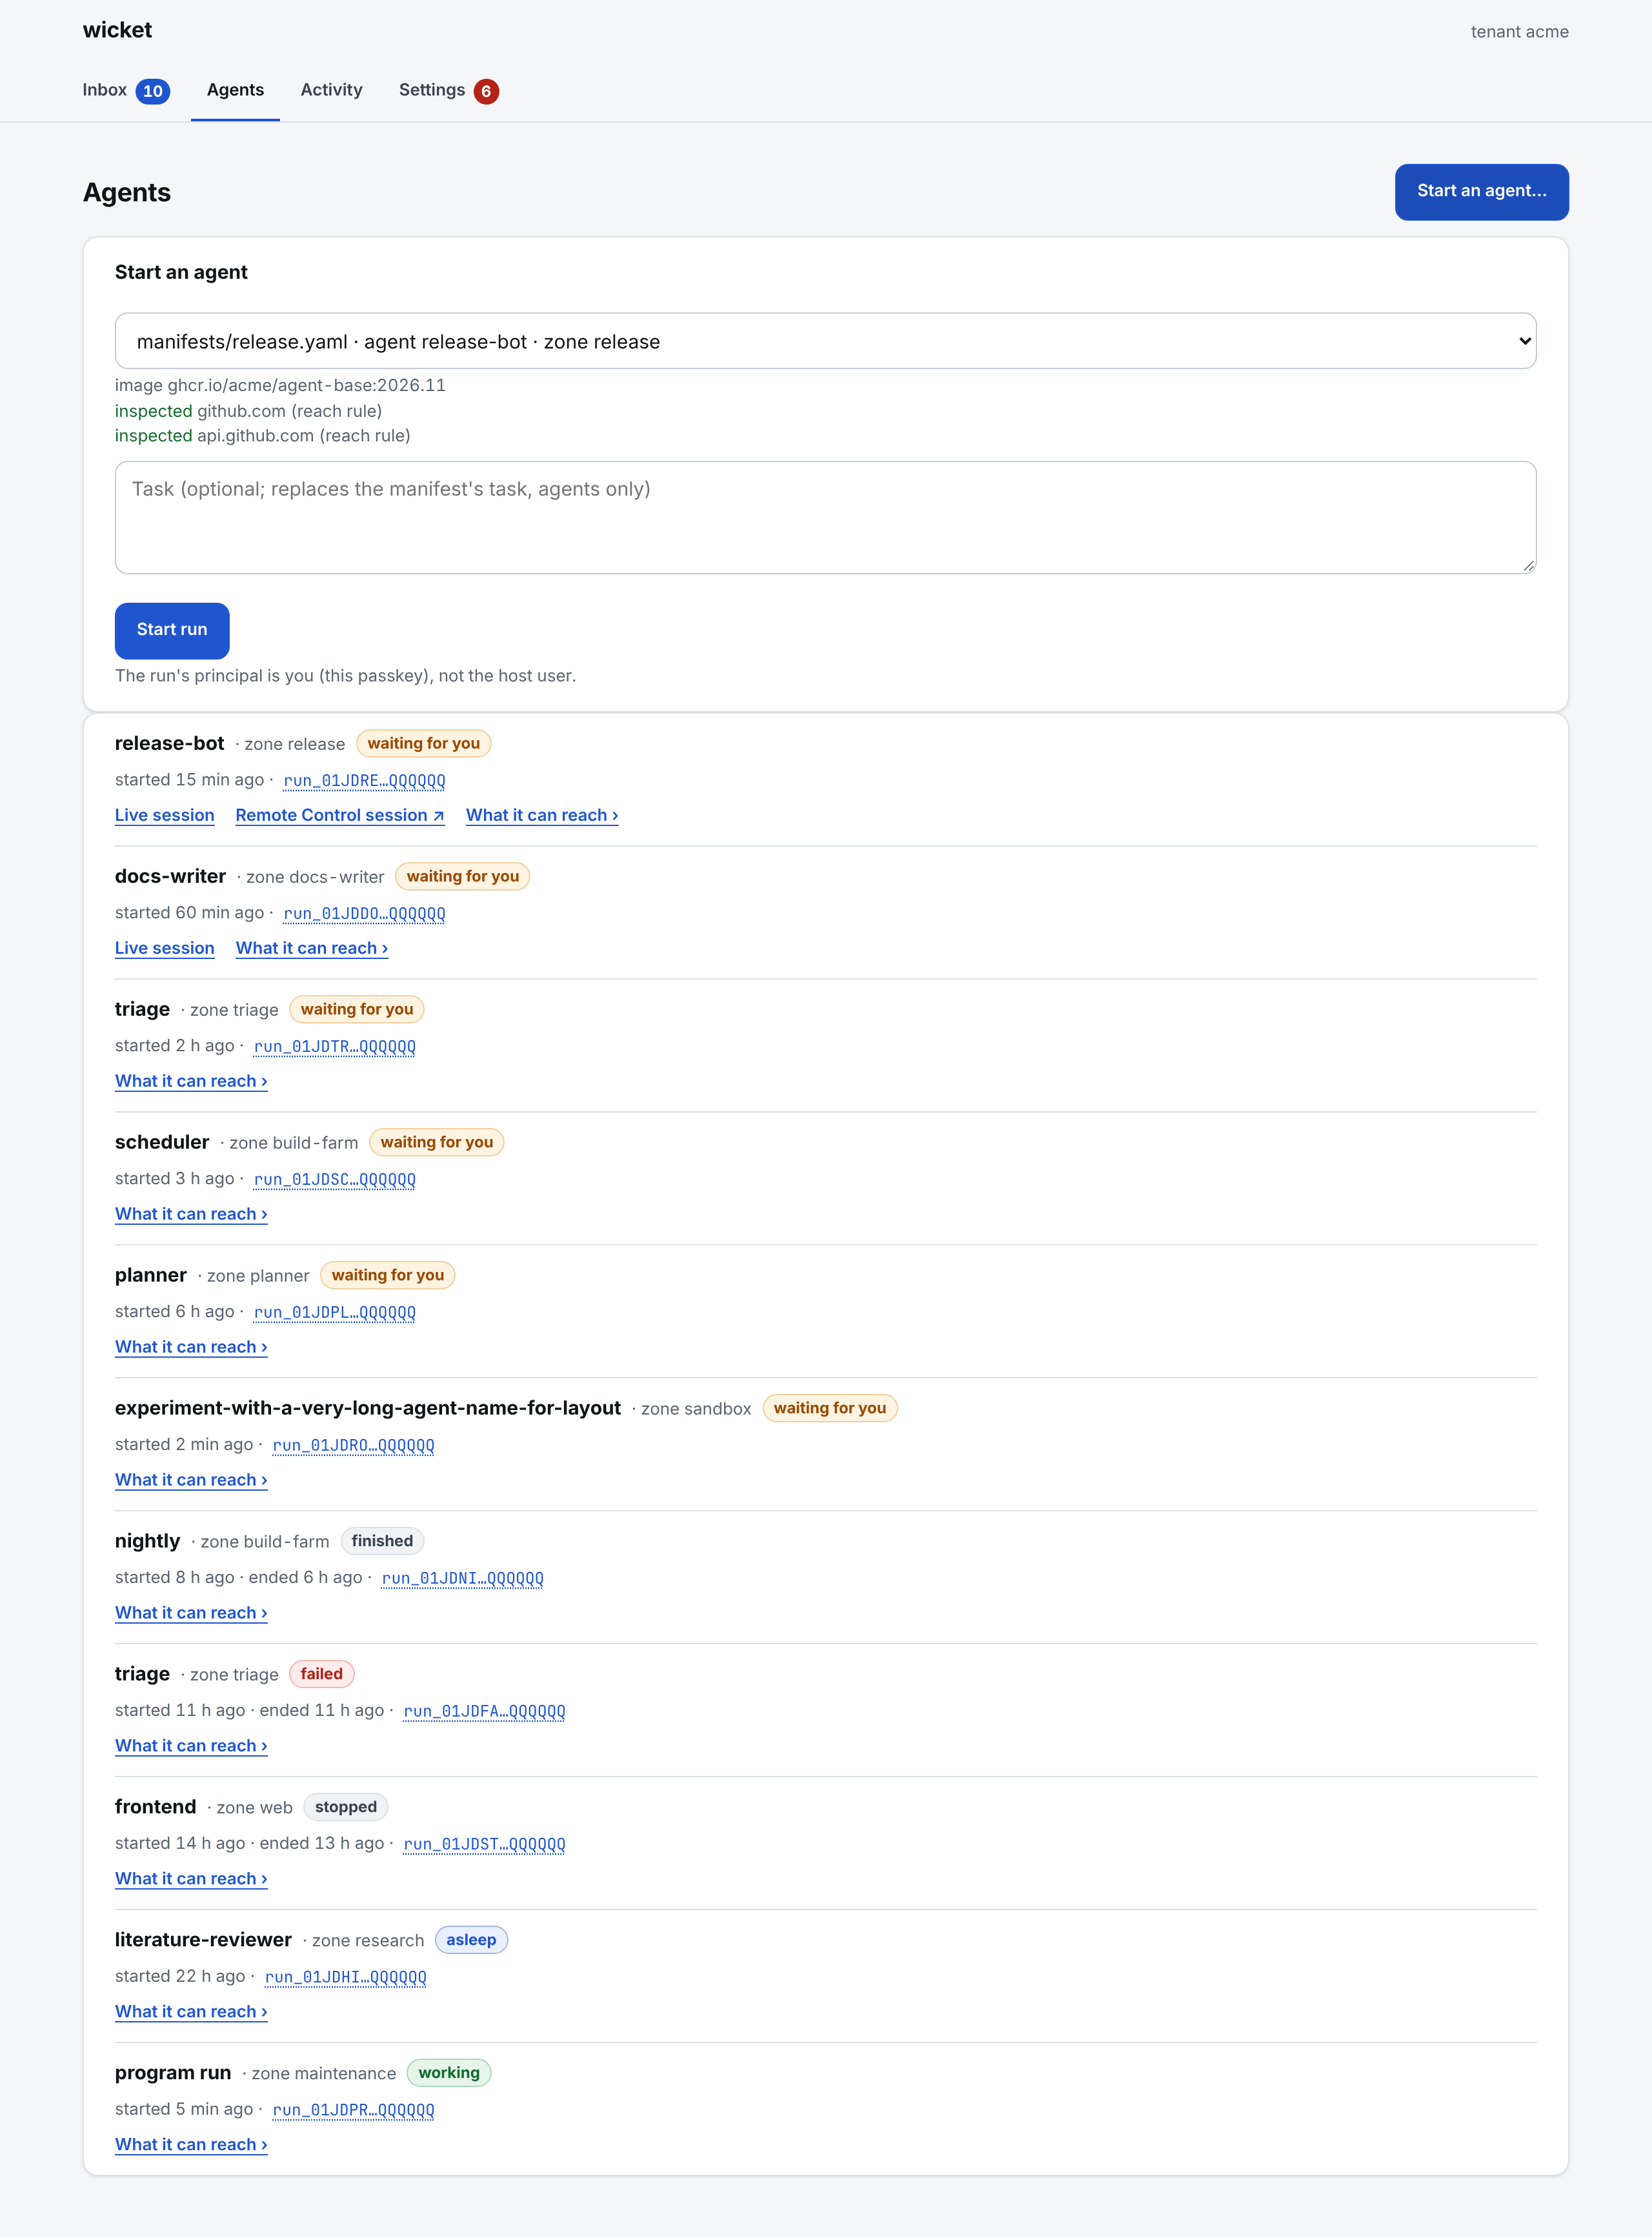 wicket
tenant acme
Inbox 10 Agents Activity Settings 6
Agents
Start an agent…
Start an agent
manifests/release.yaml · agent release-bot · zone release
image ghcr.io/acme/agent-base:2026.11
inspected github.com (reach rule)
inspected api.github.com (reach rule)
Task (optional; replaces the manifest's task, agents only)
Start run
The run's principal is you (this passkey), not the host user.
release-bot · zone release waiting for you
started 15 min ago · run_01JDRE…QQQQQQ
Live session Remote Control session ↗ What it can reach ›
docs-writer · zone docs-writer waiting for you
started 60 min ago · run_01JDDO…QQQQQQ
Live session What it can reach ›
triage · zone triage waiting for you
started 2 h ago · run_01JDTR…QQQQQQ
What it can reach ›
scheduler · zone build-farm waiting for you
started 3 h ago · run_01JDSC…QQQQQQ
What it can reach ›
planner · zone planner waiting for you
started 6 h ago · run_01JDPL…QQQQQQ
What it can reach ›
experiment-with-a-very-long-agent-name-for-layout · zone sandbox waiting for you
started 2 min ago · run_01JDRO…QQQQQQ
What it can reach ›
nightly · zone build-farm finished
started 8 h ago · ended 6 h ago · run_01JDNI…QQQQQQ
What it can reach ›
triage · zone triage failed
started 11 h ago · ended 11 h ago · run_01JDFA…QQQQQQ
What it can reach ›
frontend · zone web stopped
started 14 h ago · ended 13 h ago · run_01JDST…QQQQQQ
What it can reach ›
literature-reviewer · zone research asleep
started 22 h ago · run_01JDHI…QQQQQQ
What it can reach ›
program run · zone maintenance working
started 5 min ago · run_01JDPR…QQQQQQ
What it can reach ›